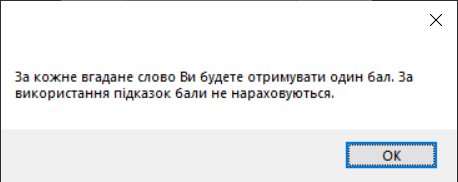 За кожне вгадане слово Ви будете отримувати один бал. За
використання підказок бали не нараховуються.
OK